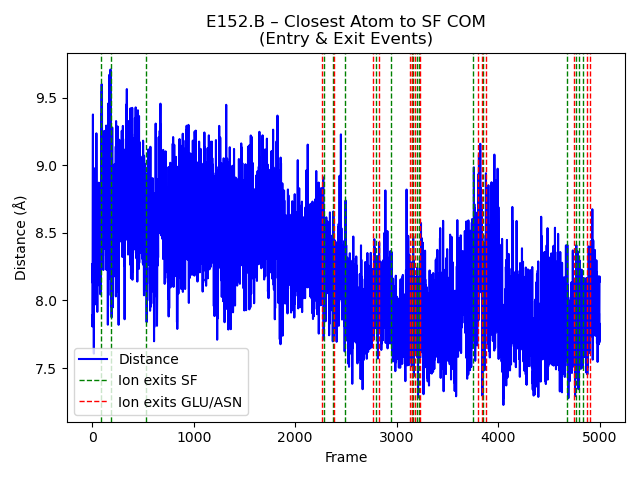 E152.B – Closest Atom to SF COM
(Entry & Exit Events)
Distance (Å)
9.5
9.0
8.5
8.0
7.5
Distance
Ion exits SF
Ion exits GLU/ASN
0
1000
2000
3000
4000
5000
Frame